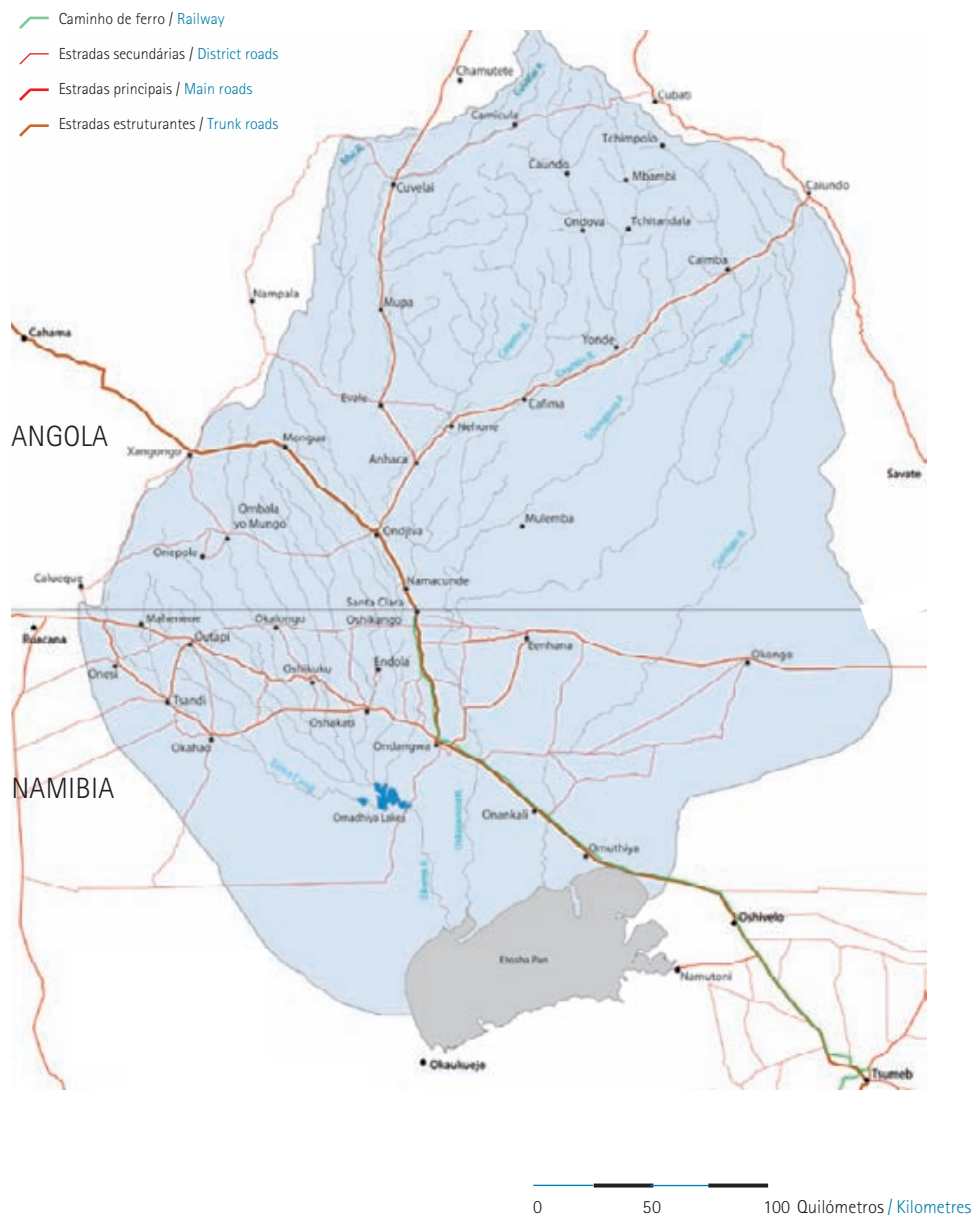 Caminho de ferro / Railway
Estradas secundárias / District roads
Estradas principais / Main roads
Estradas estruturantes / Trunk roads
Chamutete
Cubati
Camicula
Tchimpolo
Mui R.
Caundo
Mbambi
Cuvelai
Caiundo
Ondova
Tchitandala
Caimba
Nampala
Mupa
Cahama
Yonde
Evale
Cafima
Nehone
ANGOLA
Mongua
Xangongo
Anhaca
Savate
Ombala
yo Mungo
Mulemba
Ondjiva
Onepolo
Calueque
Namacunde
Santa Clara
Mahenene
Okalongo
Oshikango
Ruacana
Outapi
Eenhana
Okongo
Onesi
Oshikuku
Endola
Tsandi
Oshakati
Okahao
Ondangwa
NAMIBIA
Omadhiya Lakes
Onankali
Omuthiya
Oshivelo
Etosha Pan
Namutoni
Okaukuejo
Tsumeb
0 50 100 Quilómetros / Kilometres